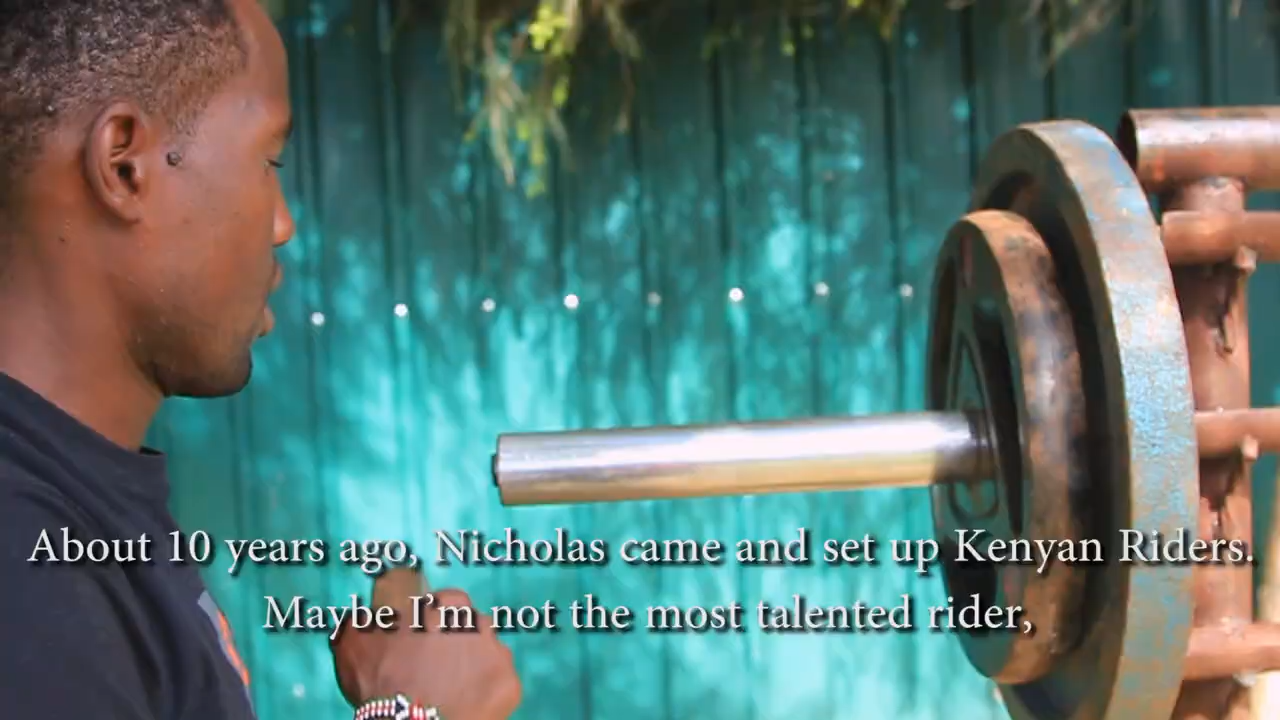 About 10 years ago, Nicholas came and set up Kenyan Riders.
Maybe I'm not the most talented rider,